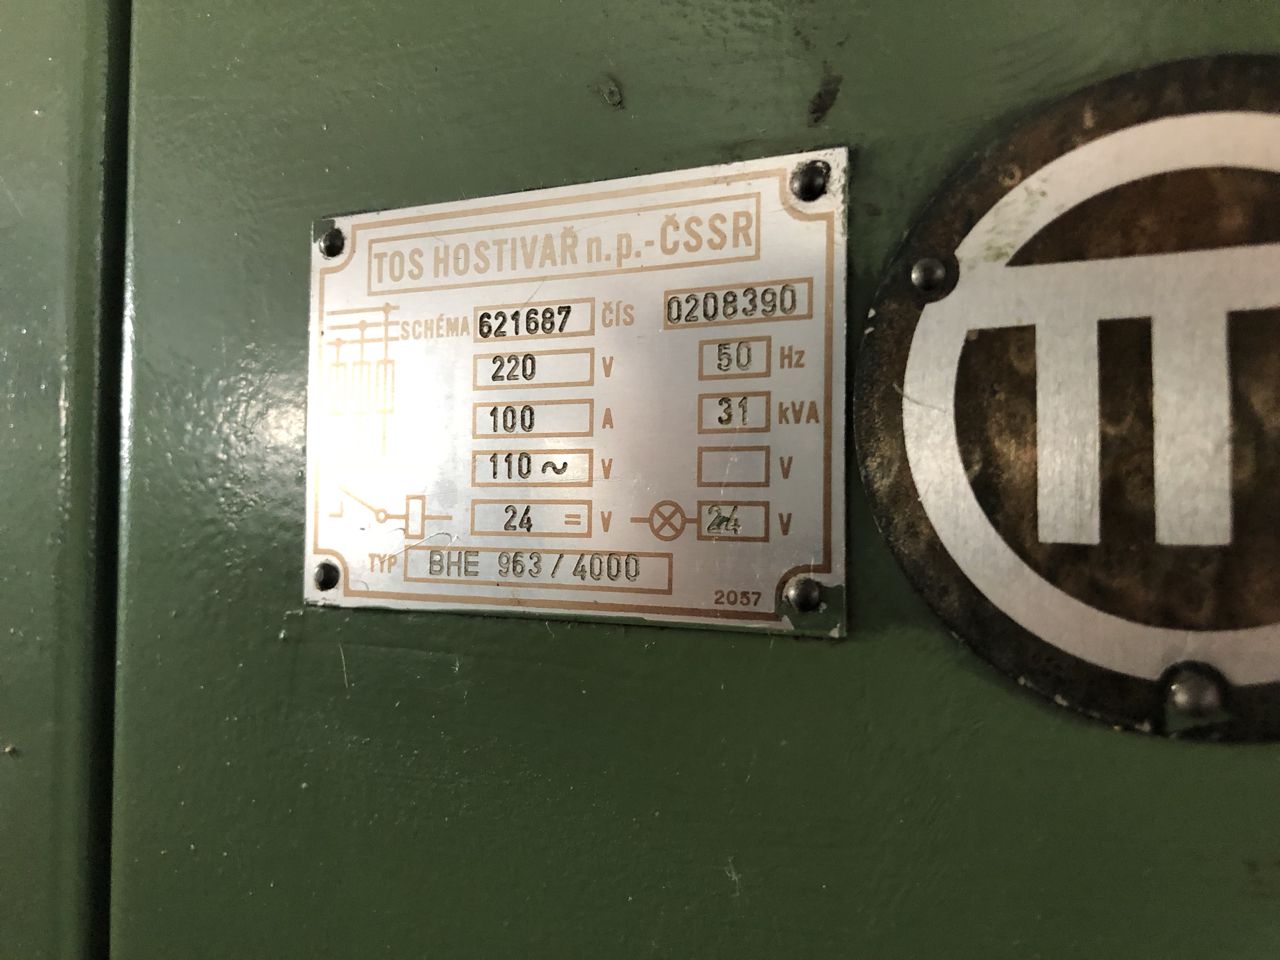 TOS HOSTIVAŘ n.p.-ČSSR
SCHÉMA 621687 ČÍS 0208390
220 V 50 Hz
100 A 31 kVA
110 ~ V V
24 = V 24 V
TYP BHE 963/4000
2057